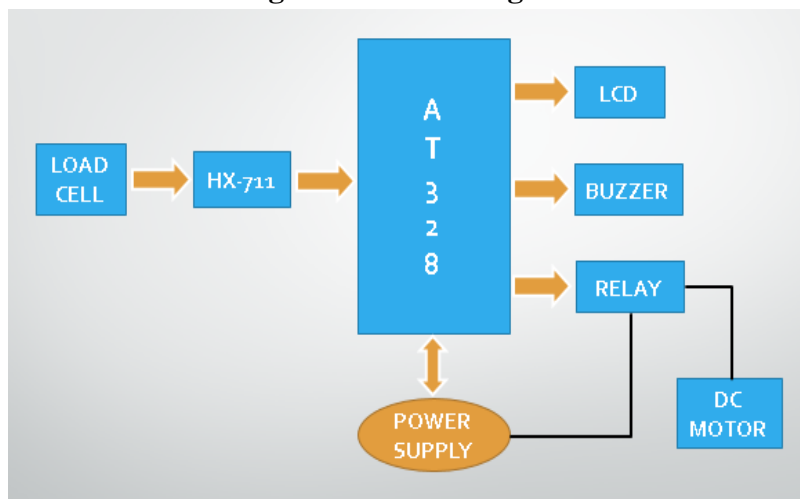 LOAD
CELL
HX-711
A
T
3
2
8
LCD
BUZZER
RELAY
DC
MOTOR
POWER
SUPPLY